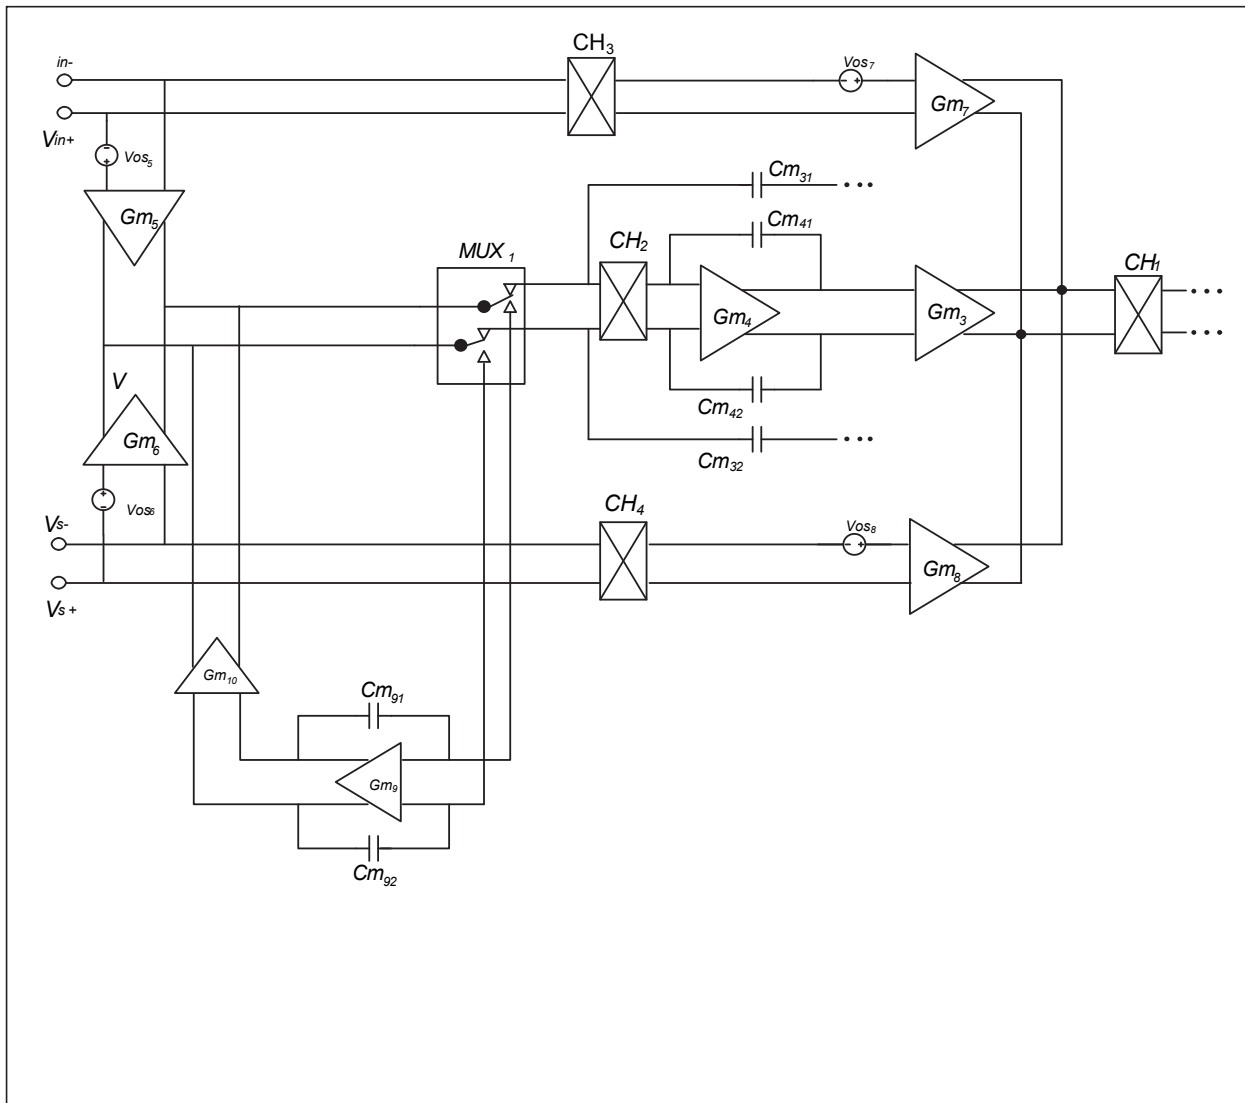 in-
CH3
Vos7
Gm7
Vin+
Vos5
Cm31
• • •
Gm5
Cm41
MUX 1
CH2
CH1
Gm4
Gm3
• • •
• • •
V
Cm42
Gm6
Cm32
• • •
Vos6
CH4
Vs-
Vos8
Gm8
Vs +
Gm10
Cm91
Gm9
Cm92